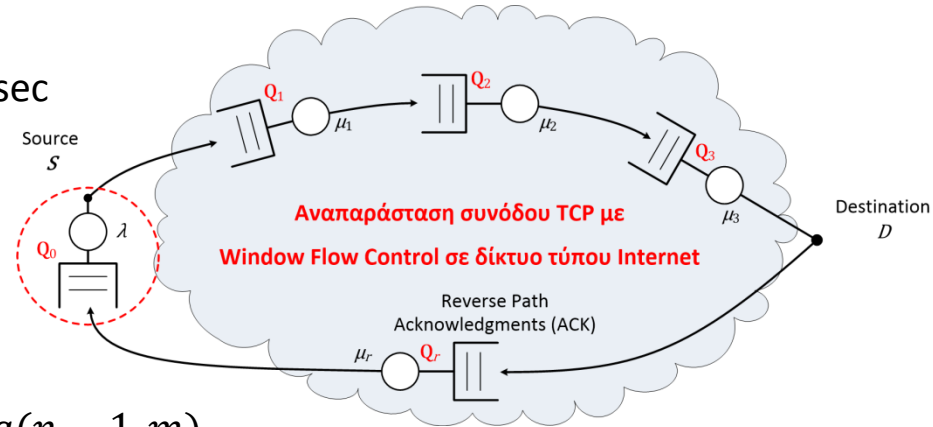 sec
Source
S
Q₀
λ
Q₁
μ₁
Q₂
μ₂
Q₃
μ₃
Destination
D
Αναπαράσταση συνόδου TCP με
Window Flow Control σε δίκτυο τύπου Internet
Reverse Path
Acknowledgments (ACK)
μᵣ
Qᵣ